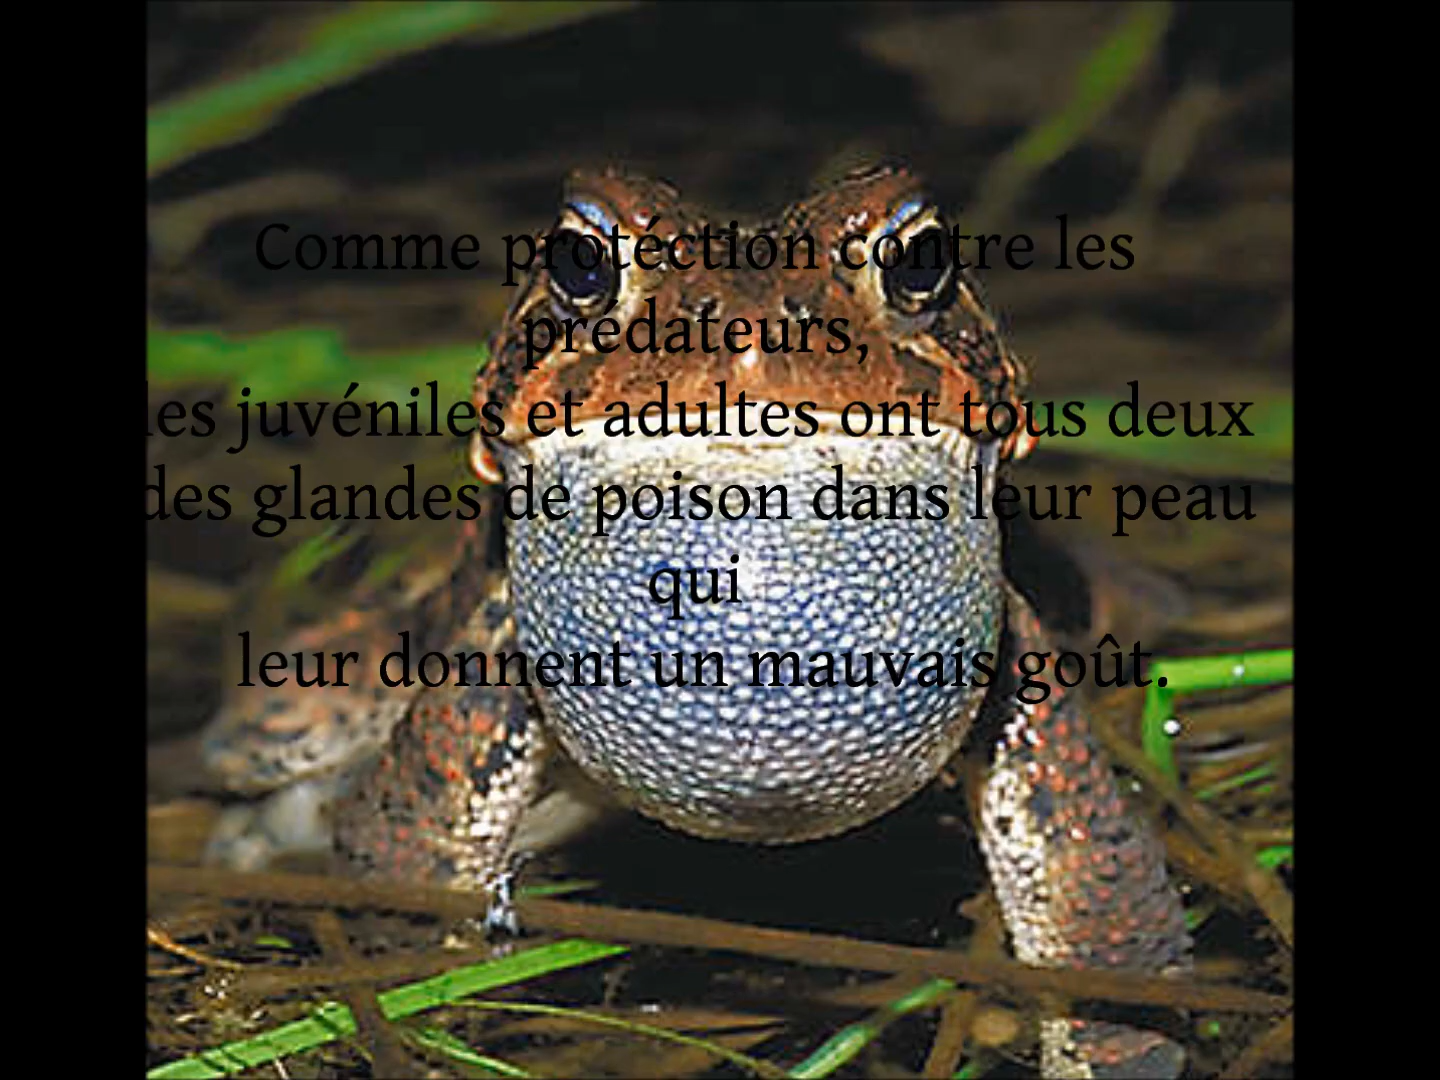 Comme protéction contre les
prédateurs,
les juvéniles et adultes ont tous deux
des glandes de poison dans leur peau
qui
leur donnent un mauvais goût.